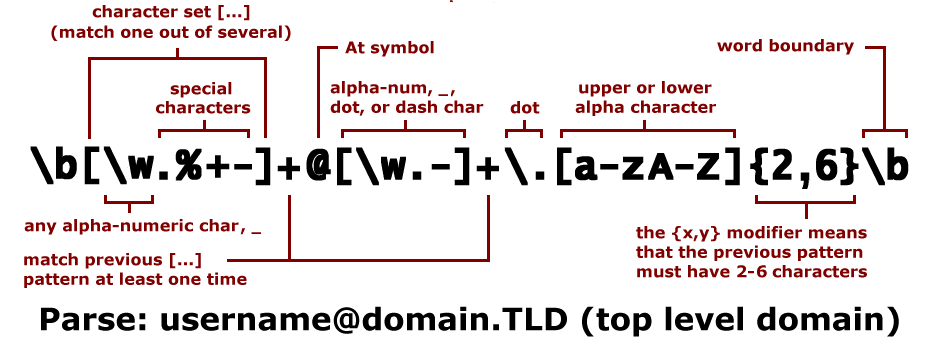 character set [...]
(match one out of several)
At symbol
word boundary
special
characters
alpha-num, _,
dot, or dash char
dot
upper or lower
alpha character
\b[\w.%+-]+@[\w.-]+\.[a-zA-Z]{2,6}\b
any alpha-numeric char, _
match previous [...]
pattern at least one time
the {x,y} modifier means
that the previous pattern
must have 2-6 characters
Parse: username@domain.TLD (top level domain)